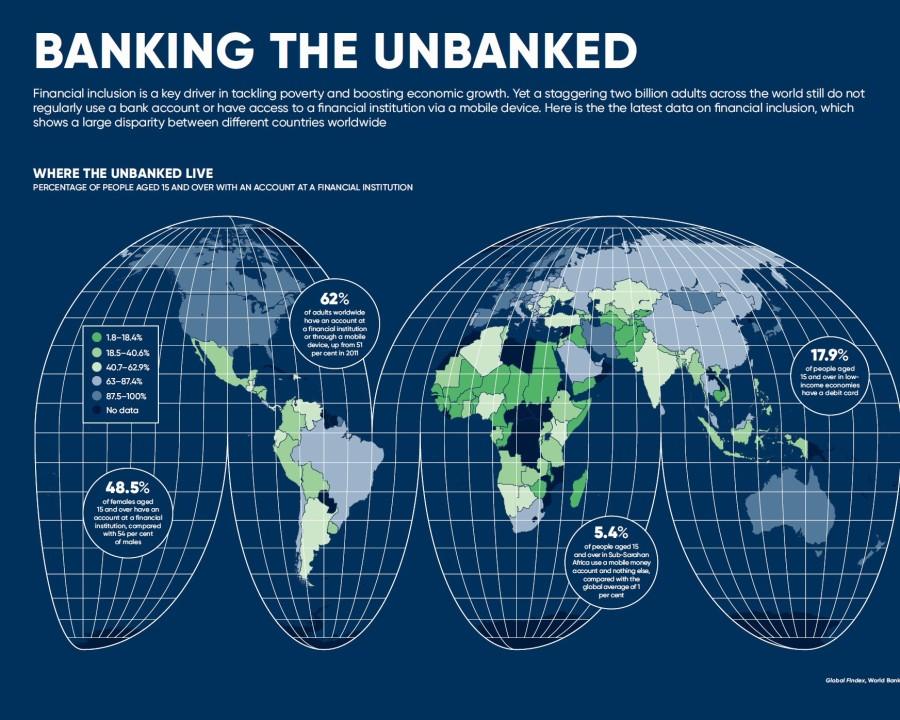 BANKING THE UNBANKED
Financial inclusion is a key driver in tackling poverty and boosting economic growth. Yet a staggering two billion adults across the world still do not
regularly use a bank account or have access to a financial institution via a mobile device. Here is the the latest data on financial inclusion, which
shows a large disparity between different countries worldwide
WHERE THE UNBANKED LIVE
PERCENTAGE OF PEOPLE AGED 15 AND OVER WITH AN ACCOUNT AT A FINANCIAL INSTITUTION
62%
of adults worldwide
have an account at
a financial institution
or through a mobile
device, up from 51
per cent in 2011
1.8–18.4%
18.5–40.6%
40.7–62.9%
63–87.4%
87.5–100%
No data
17.9%
of people aged
15 and over in low-
income economies
have a debit card
48.5%
of females aged
15 and over have an
account at a financial
institution, compared
with 54 per cent
of males
5.4%
of people aged 15
and over in Sub-Sarahan
Africa use a mobile money
account and nothing else,
compared with the
global average of 1
per cent
Global Findex, World Bank